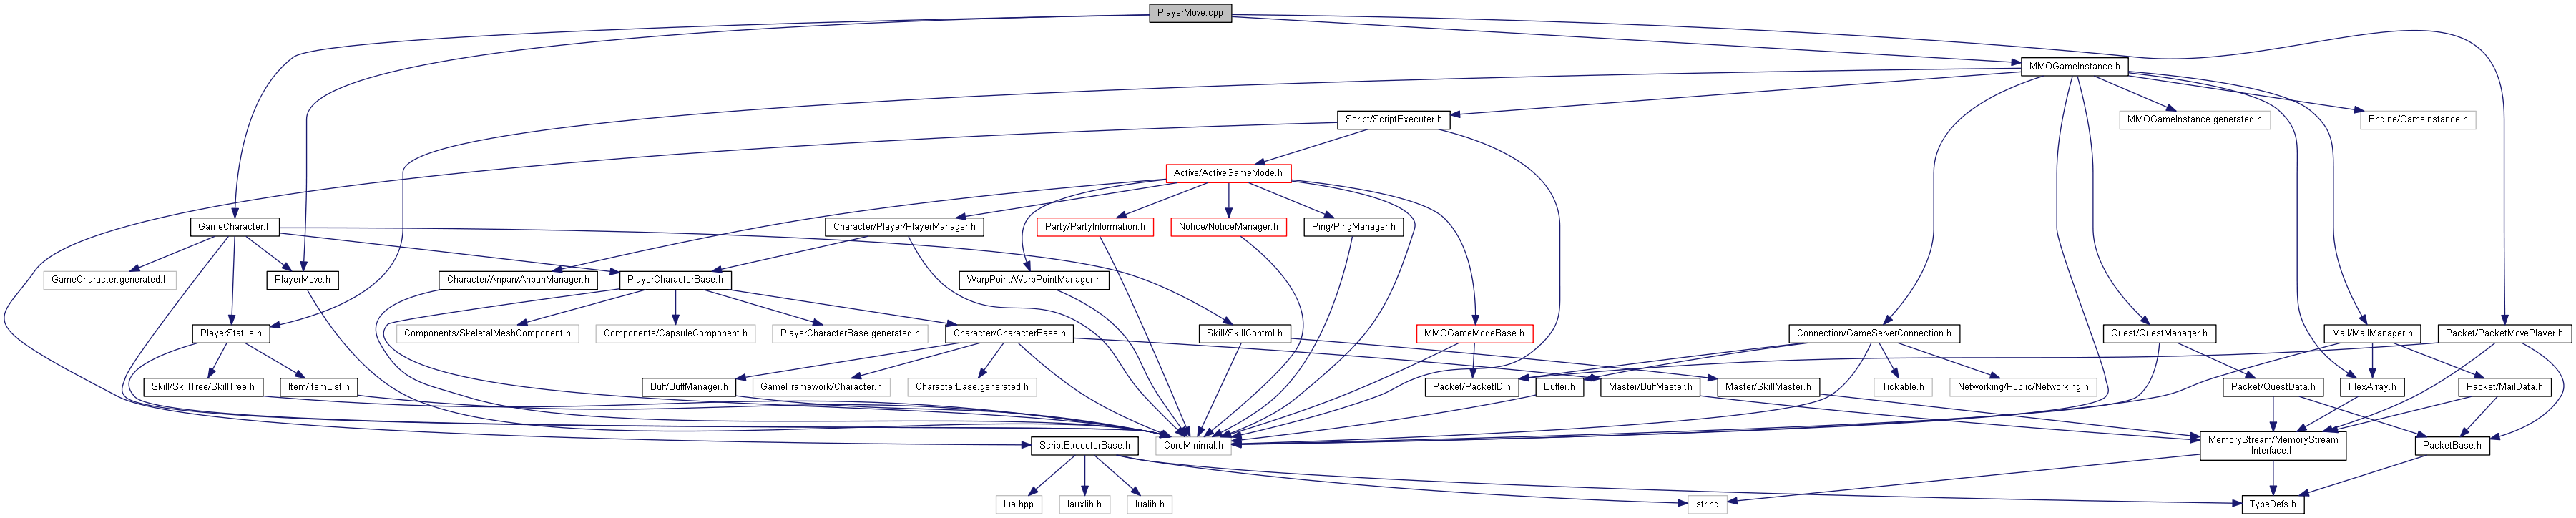 PlayerMove.cpp
MMOGameInstance.h
Script/ScriptExecuter.h
MMOGameInstance.generated.h
Engine/GameInstance.h
Active/ActiveGameMode.h
GameCharacter.h
Character/Player/PlayerManager.h
Party/PartyInformation.h
Notice/NoticeManager.h
Ping/PingManager.h
GameCharacter.generated.h
PlayerMove.h
Character/Anpan/AnpanManager.h
PlayerCharacterBase.h
WarpPoint/WarpPointManager.h
PlayerStatus.h
Components/SkeletalMeshComponent.h
Components/CapsuleComponent.h
PlayerCharacterBase.generated.h
Character/CharacterBase.h
Skill/SkillControl.h
MMOGameModeBase.h
Connection/GameServerConnection.h
Quest/QuestManager.h
Mail/MailManager.h
Packet/PacketMovePlayer.h
Skill/SkillTree/SkillTree.h
Item/ItemList.h
Buff/BuffManager.h
GameFramework/Character.h
CharacterBase.generated.h
Packet/PacketID.h
Buffer.h
Master/BuffMaster.h
Master/SkillMaster.h
Tickable.h
Networking/Public/Networking.h
Packet/QuestData.h
FlexArray.h
Packet/MailData.h
ScriptExecuterBase.h
CoreMinimal.h
MemoryStream/MemoryStream
Interface.h
PacketBase.h
lua.hpp
lauxlib.h
lualib.h
string
TypeDefs.h